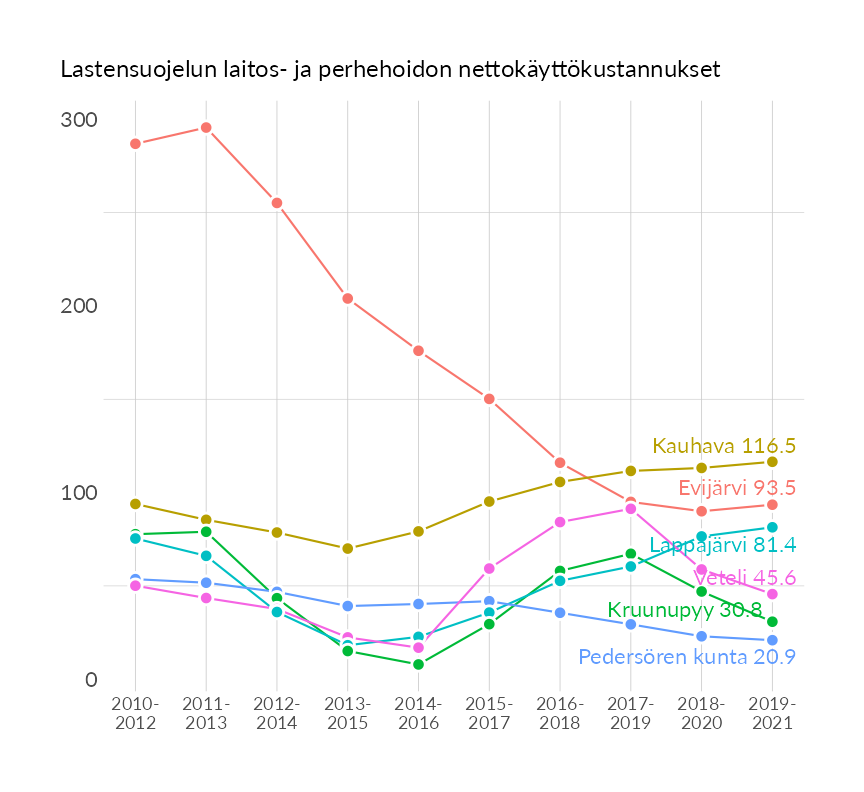 Lastensuojelun laitos- ja perhehoidon nettokäyttökustannukset
300
200
100
0
Kauhava 116.5
Evijärvi 93.5
Lappajärvi 81.4
Veteli 45.6
Kruunupyy 30.8
Pedersören kunta 20.9
2010- 2011- 2012- 2013- 2014- 2015- 2016- 2017- 2018- 2019-
2012 2013 2014 2015 2016 2017 2018 2019 2020 2021